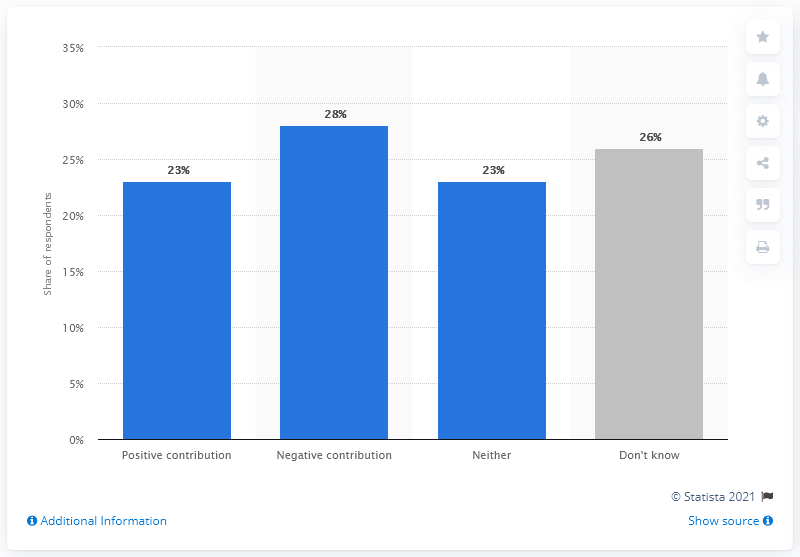 35%
30%
25%
20%
15%
10%
5%
0%
Share of respondents
23%
28%
23%
26%
Positive contribution
Negative contribution
Neither
Don't know
© Statista 2021
Additional Information
Show source